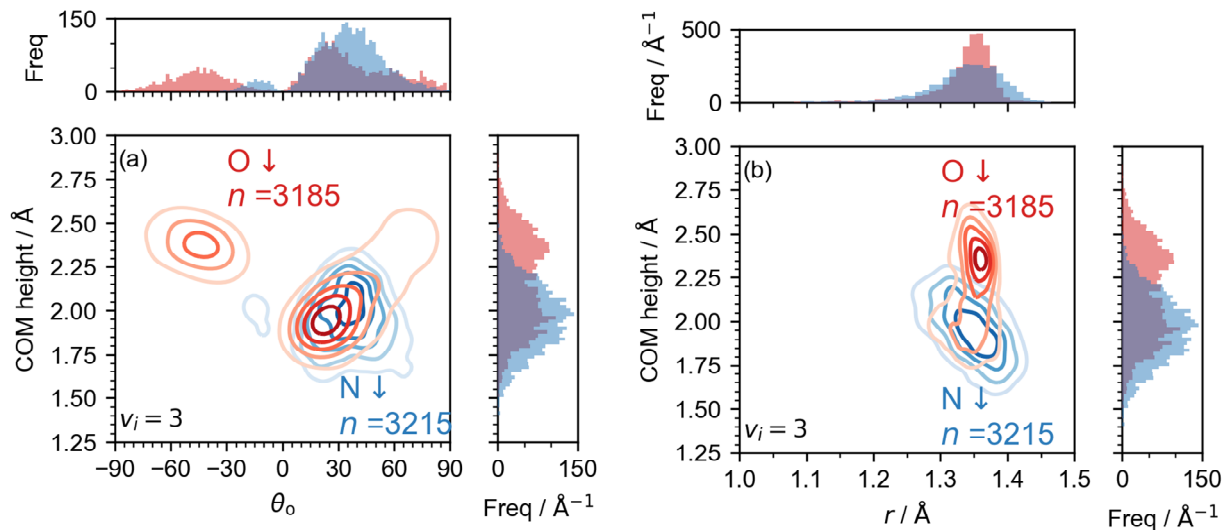 150
Freq
0
500
Freq / Å⁻¹
0
3.00
2.75
2.50
2.25
2.00
1.75
1.50
1.25
COM height / Å
(a)
O ↓
n =3185
N ↓
n =3215
vᵢ = 3
−90
−60
−30
0
30
60
90
θₒ
0
150
Freq / Å⁻¹
3.00
2.75
2.50
2.25
2.00
1.75
1.50
1.25
COM height / Å
(b)
O ↓
n =3185
N ↓
n =3215
vᵢ = 3
1.0
1.1
1.2
1.3
1.4
1.5
r / Å
0
150
Freq / Å⁻¹